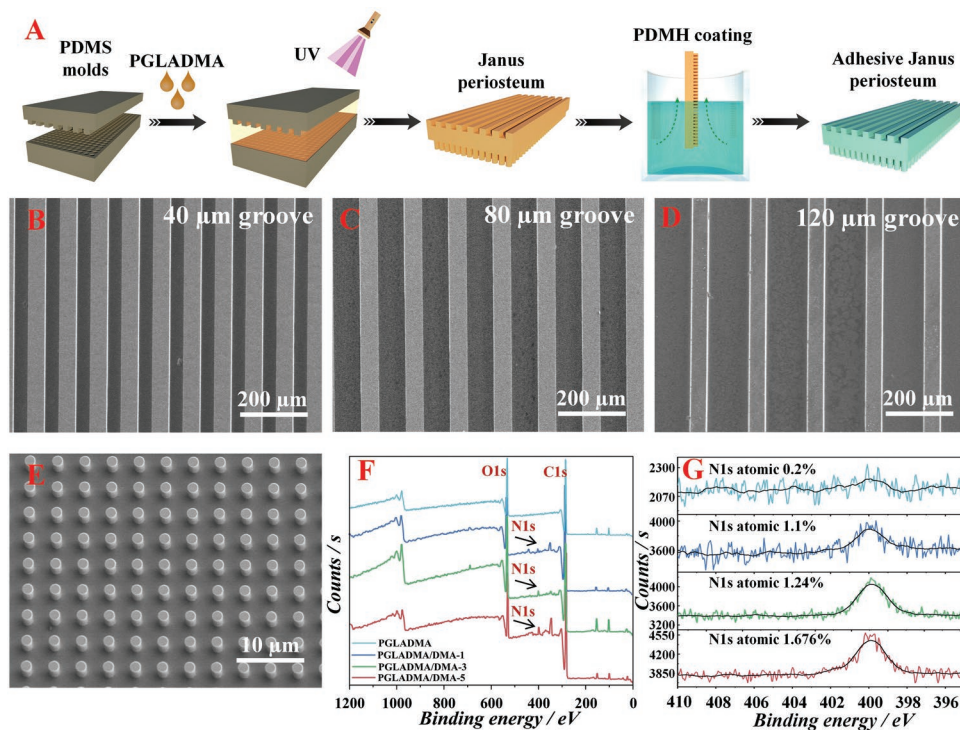 A
PDMS
molds
PGLADMA
UV
Janus
periosteum
PDMH coating
Adhesive Janus
periosteum
B
40 μm groove
200 μm
C
80 μm groove
200 μm
D
120 μm groove
200 μm
E
10 μm
F
O1s
C1s
N1s
N1s
N1s
PGLADMA
PGLADMA/DMA-1
PGLADMA/DMA-3
PGLADMA/DMA-5
Counts / s
1200 1000 800 600 400 200 0
Binding energy / eV
G
N1s atomic 0.2%
2300
2070
N1s atomic 1.1%
4000
3600
N1s atomic 1.24%
4000
3600
3200
N1s atomic 1.676%
4550
4200
3850
Counts / s
410 408 406 404 402 400 398 396
Binding energy / eV